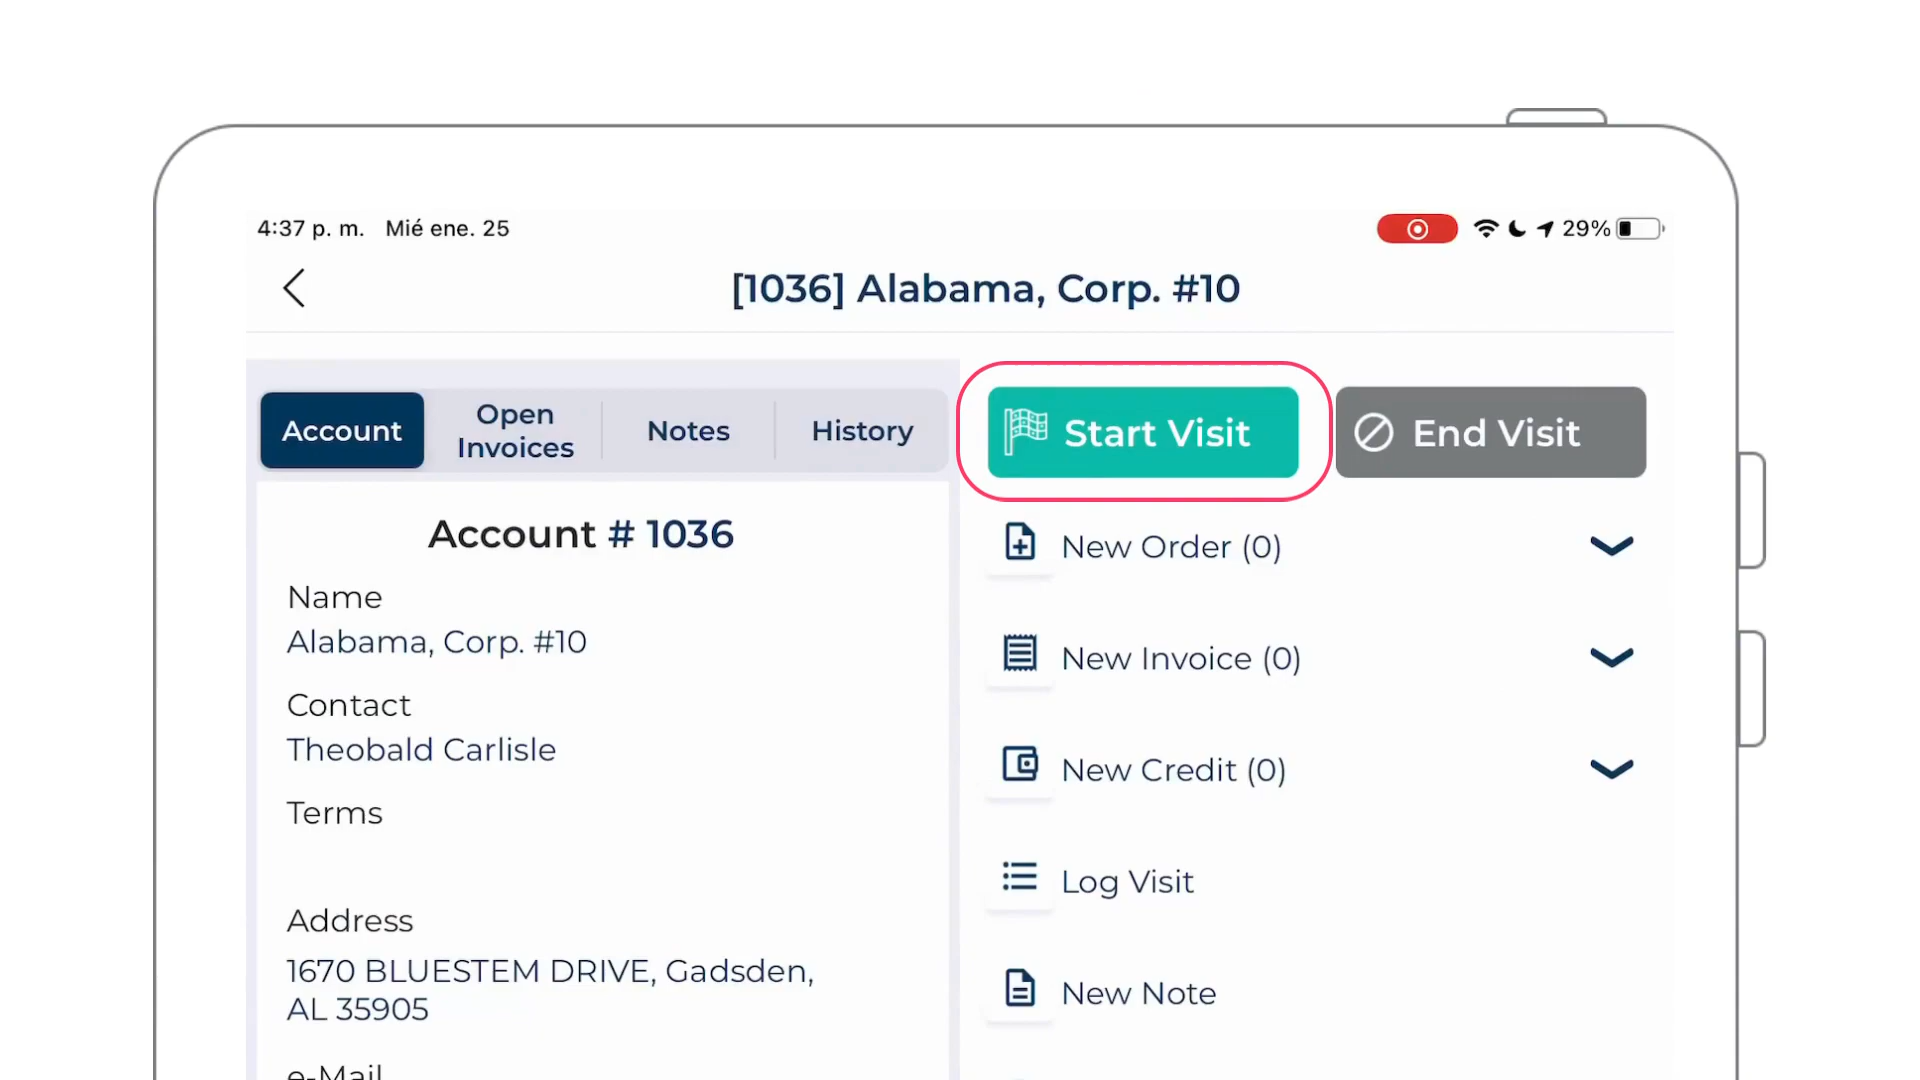 4:37 p. m. Mié ene. 25
29%
[1036] Alabama, Corp. #10
Account
Open
Invoices
Notes
History
Start Visit
End Visit
Account # 1036
Name
Alabama, Corp. #10
Contact
Theobald Carlisle
Terms
Address
1670 BLUESTEM DRIVE, Gadsden,
AL 35905
e-Mail
New Order (0)
New Invoice (0)
New Credit (0)
Log Visit
New Note